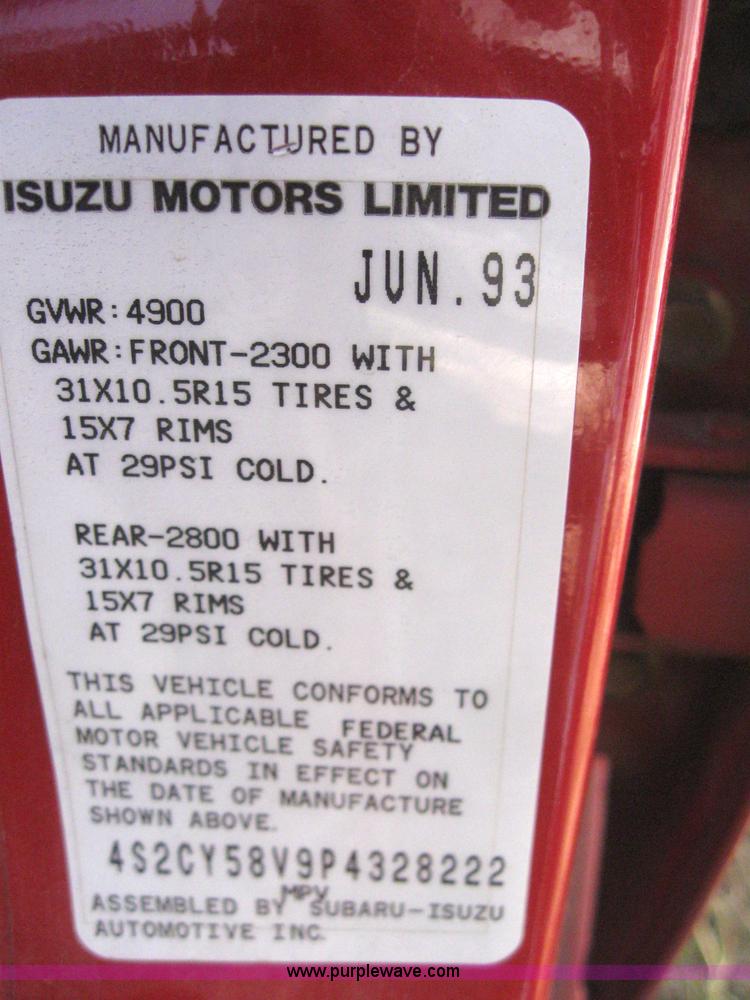 MANUFACTURED BY
ISUZU MOTORS LIMITED
JUN.93
GVWR:4900
GAWR:FRONT-2300 WITH
31X10.5R15 TIRES &
15X7 RIMS
AT 29PSI COLD.
REAR-2800 WITH
31X10.5R15 TIRES &
15X7 RIMS
AT 29PSI COLD.
THIS VEHICLE CONFORMS TO
ALL APPLICABLE FEDERAL
MOTOR VEHICLE SAFETY
STANDARDS IN EFFECT ON
THE DATE OF MANUFACTURE
SHOWN ABOVE.
4S2CY58V9P4328222
MPV
ASSEMBLED BY SUBARU-ISUZU
AUTOMOTIVE INC.
www.purplewave.com